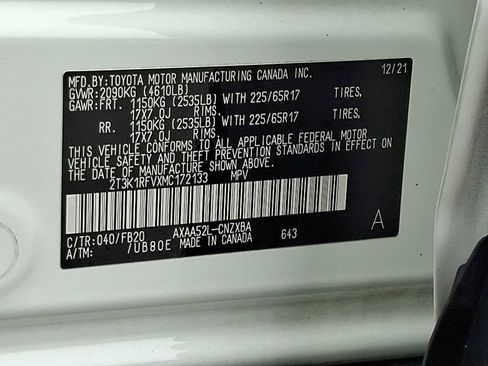 MFD. BY: TOYOTA MOTOR MANUFACTURING CANADA INC. 12/21
GVWR: 2090KG (4610LB)
GAWR: FRT. 1150KG (2535LB) WITH 225/65R17 TIRES,
17X7.0J RIMS.
RR. 1150KG (2535LB) WITH 225/65R17 TIRES,
17X7.0J RIMS.
THIS VEHICLE CONFORMS TO ALL APPLICABLE FEDERAL MOTOR
VEHICLE SAFETY AND THEFT PREVENTION STANDARDS IN EFFECT ON
THE DATE OF MANUFACTURE SHOWN ABOVE.
2T3K1RFVXMC172133 MPV
C/TR: 040/FB20 AXAA52L-CNZXBA 643 A
A/TM: /UB80E MADE IN CANADA